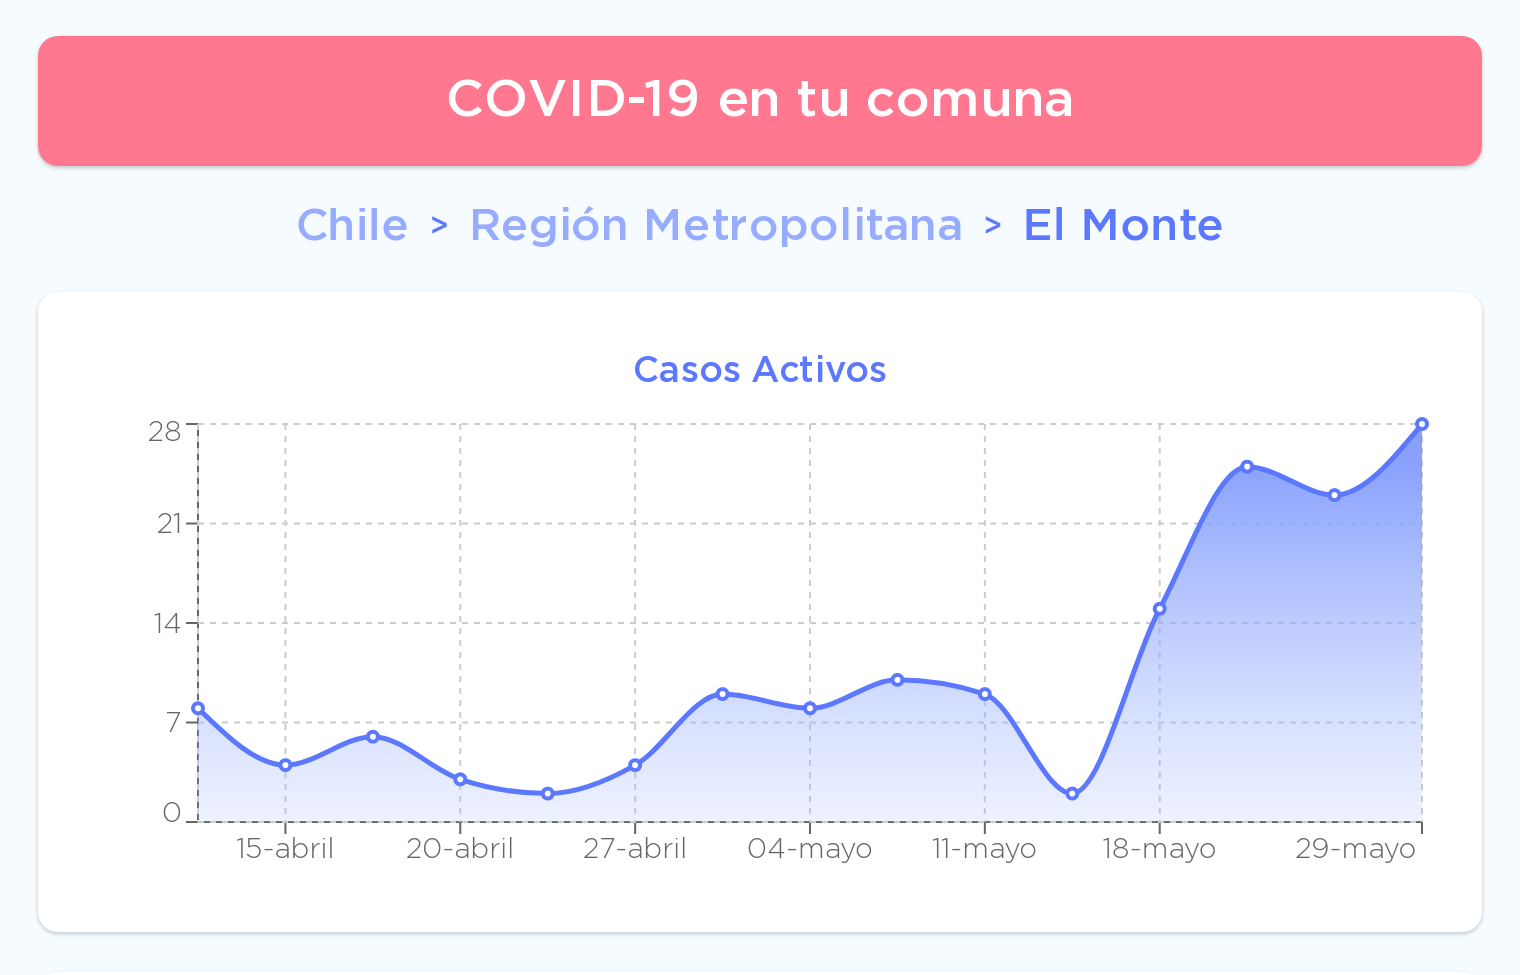 COVID-19 en tu comuna
Chile > Región Metropolitana > El Monte
Casos Activos
28
21
14
7
0
15-abril 20-abril 27-abril 04-mayo 11-mayo 18-mayo 29-mayo